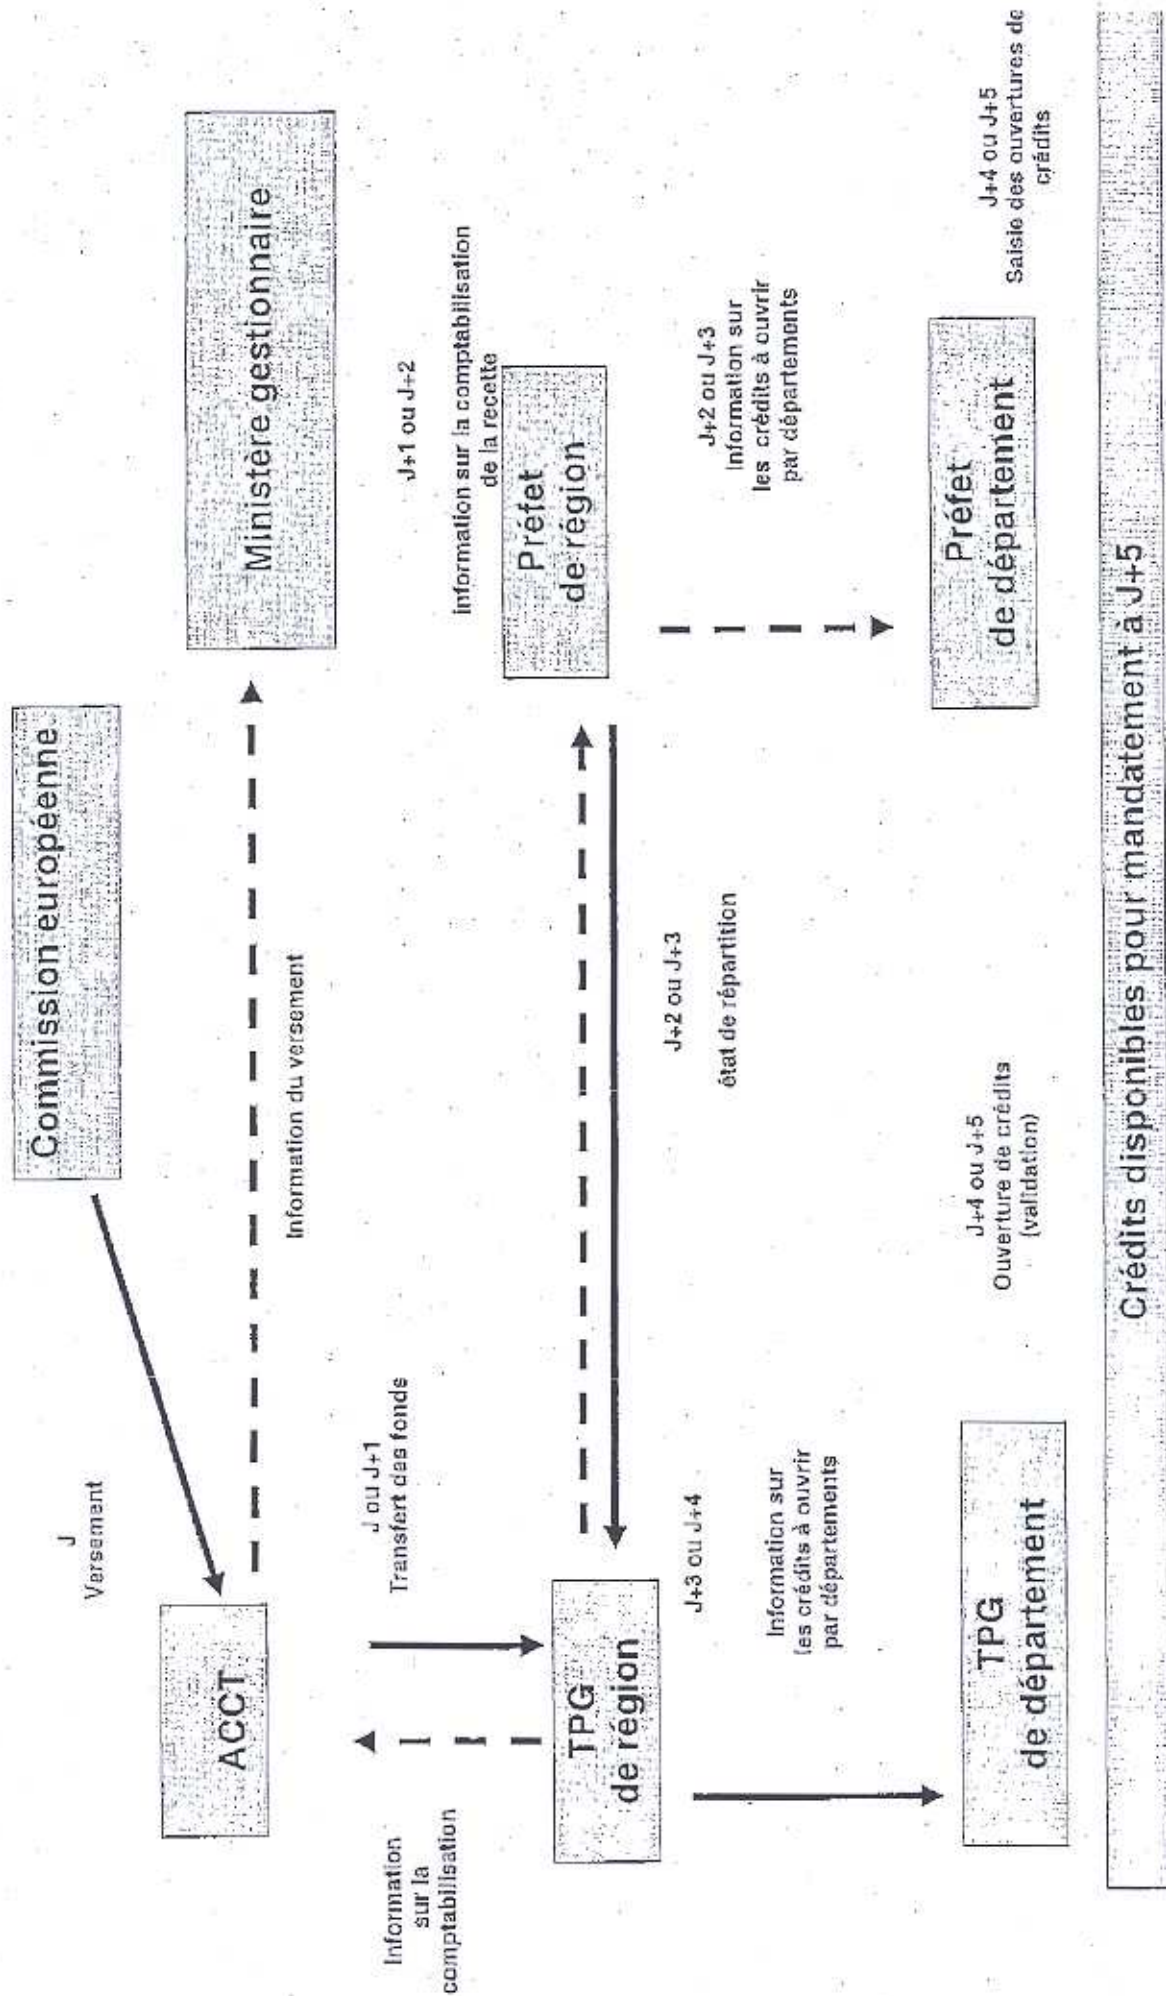 Commission européenne
J
Versement
ACCT
Ministère gestionnaire
Information du versement
J ou J+1
Transfert des fonds
J+1 ou J+2
information sur la comptabilisation
de la recette
Information
sur la
comptabilisation
TPG
de région
Préfet
de région
J+2 ou J+3
état de répartition
J+2 ou J+3
Information sur
les crédits à ouvrir
par départements
J+3 ou J+4
Information sur
les crédits à ouvrir
par départements
TPG
de département
J+4 ou J+5
Ouverture de crédits
(validation)
Préfet
de département
J+4 ou J+5
Saisie des ouvertures de
crédits
Crédits disponibles pour mandatement à J+5